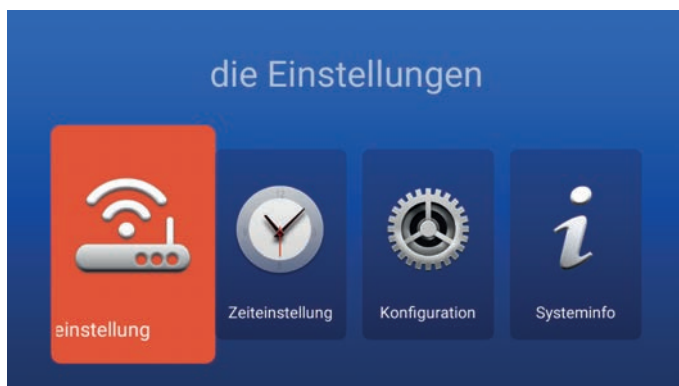 die Einstellungen
einstellung
Zeiteinstellung
Konfiguration
Systeminfo